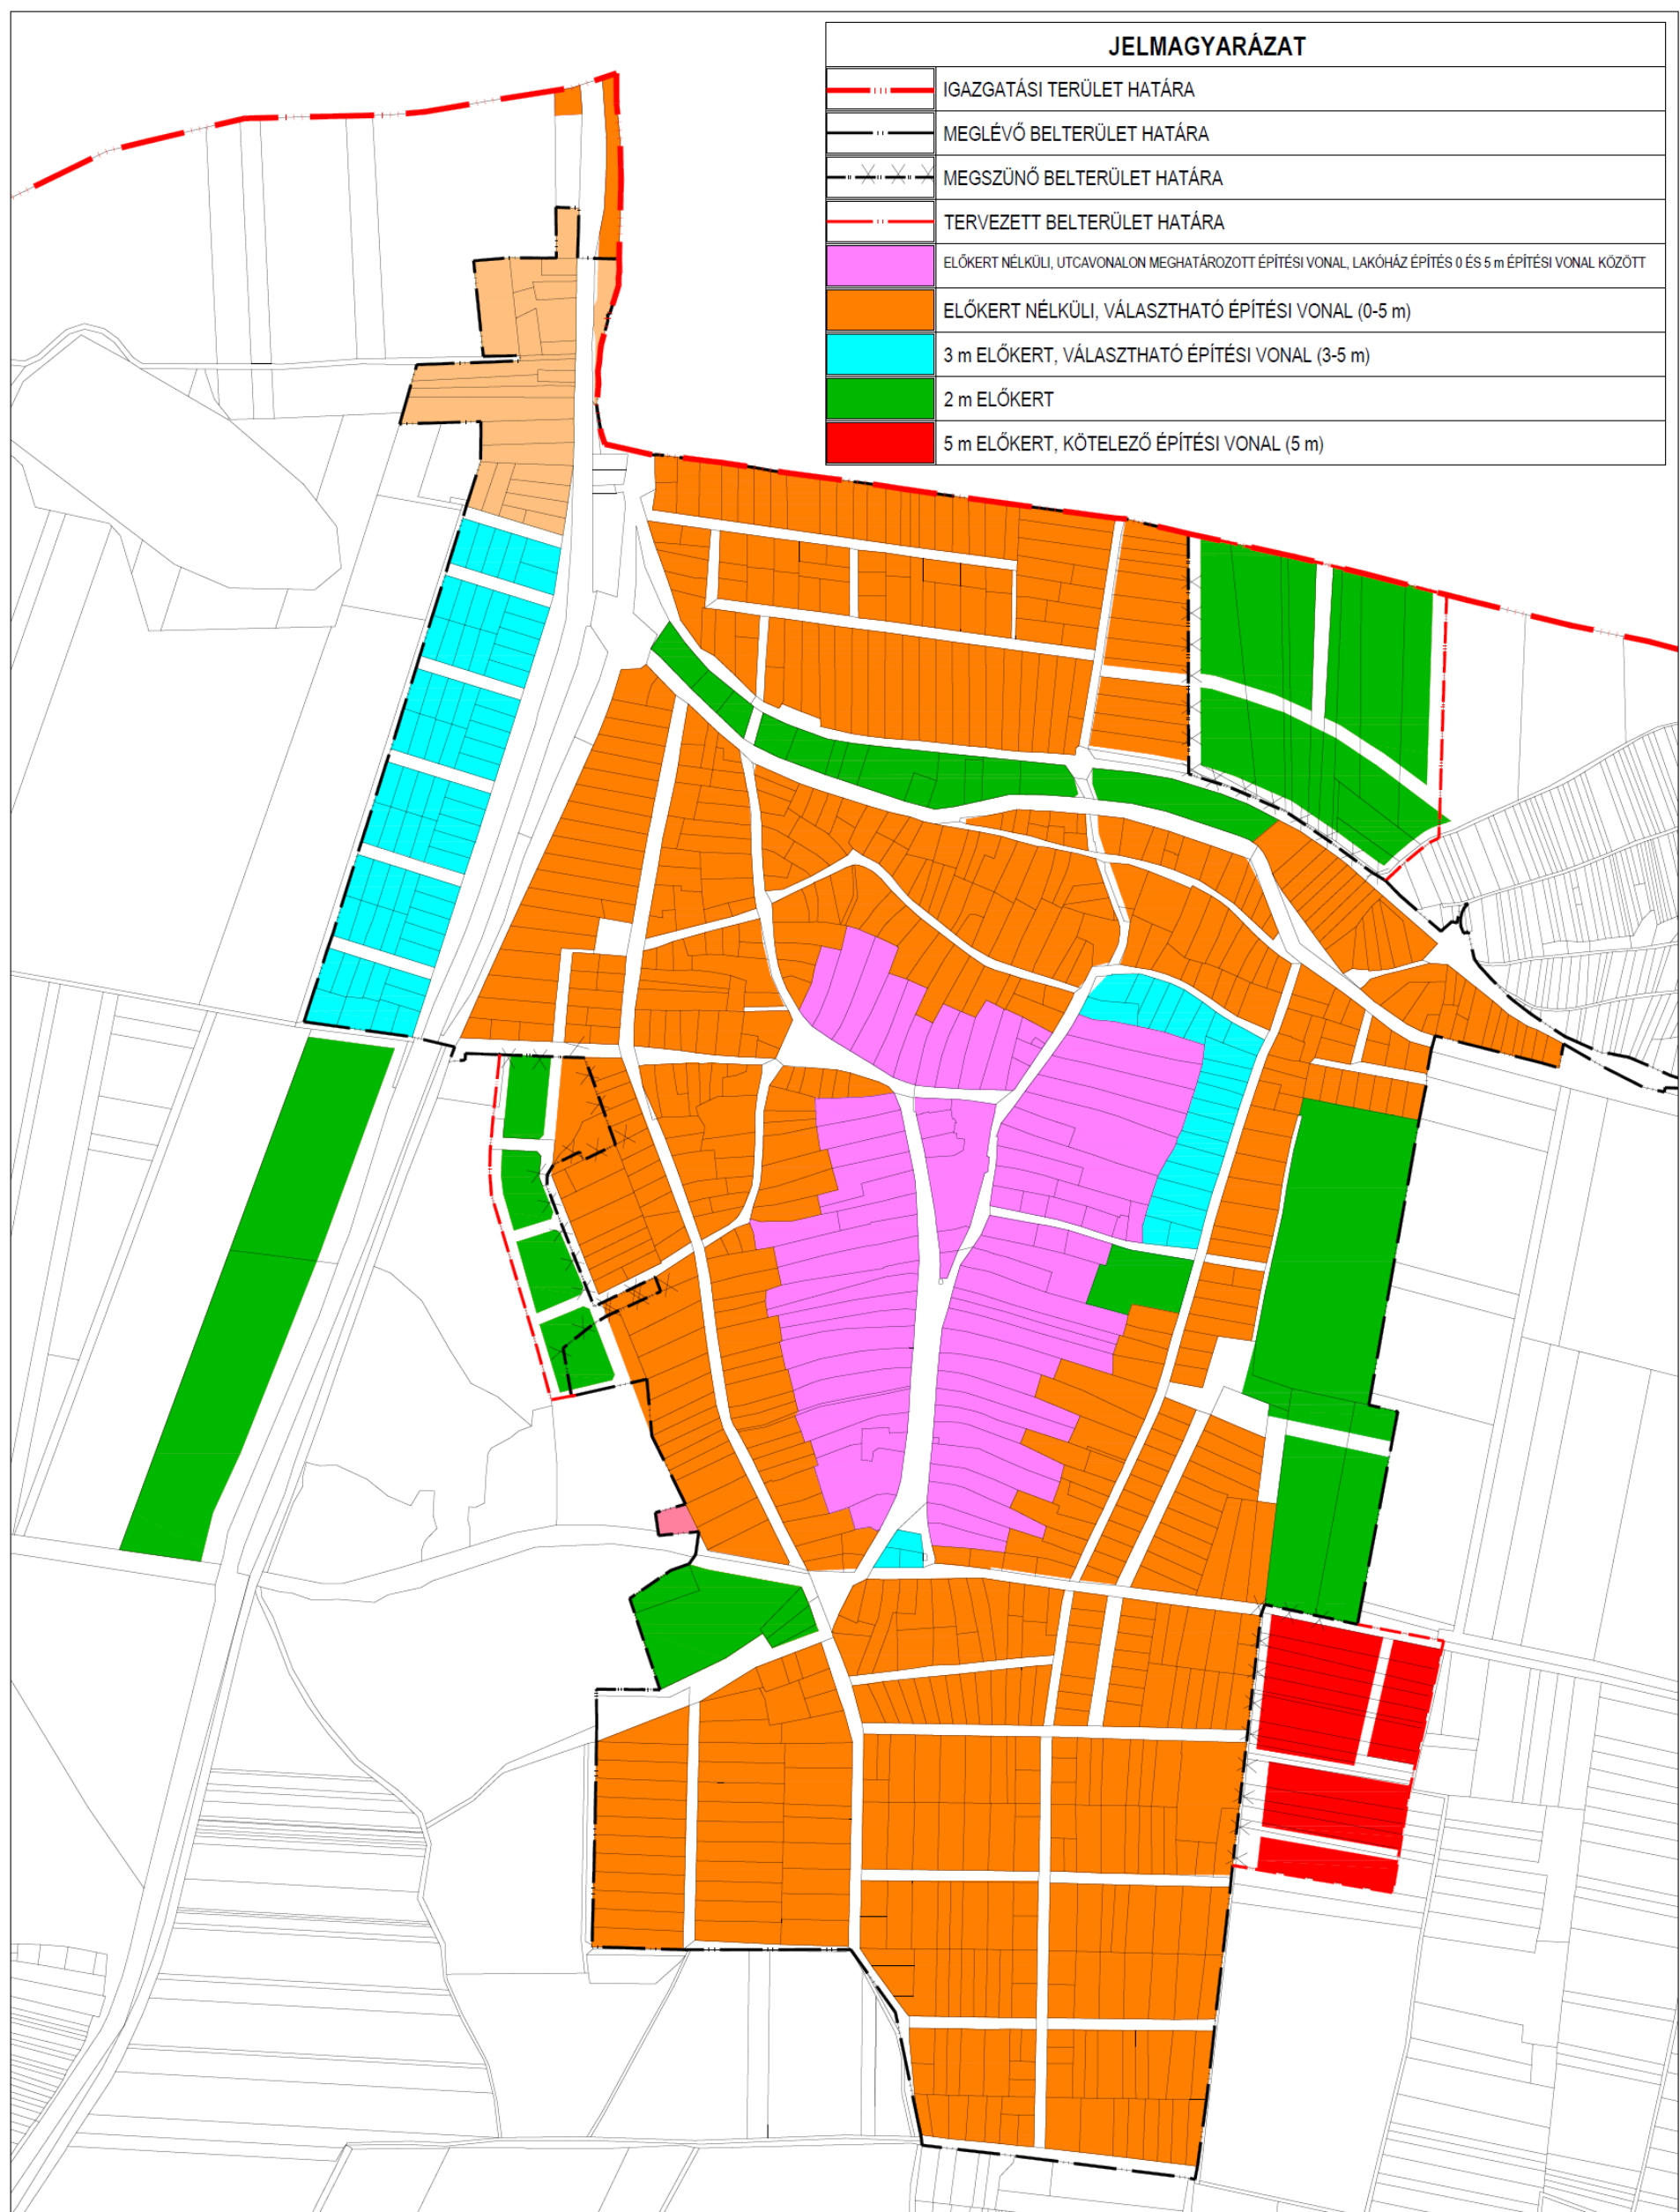 JELMAGYARÁZAT
IGAZGATÁSI TERÜLET HATÁRA
MEGLÉVŐ BELTERÜLET HATÁRA
MEGSZÜNŐ BELTERÜLET HATÁRA
TERVEZETT BELTERÜLET HATÁRA
ELŐKERT NÉLKÜLI, UTCAVONALON MEGHATÁROZOTT ÉPÍTÉSI VONAL, LAKÓHÁZ ÉPÍTÉS 0 ÉS 5 m ÉPÍTÉSI VONAL KÖZÖTT
ELŐKERT NÉLKÜLI, VÁLASZTHATÓ ÉPÍTÉSI VONAL (0-5 m)
3 m ELŐKERT, VÁLASZTHATÓ ÉPÍTÉSI VONAL (3-5 m)
2 m ELŐKERT
5 m ELŐKERT, KÖTELEZŐ ÉPÍTÉSI VONAL (5 m)